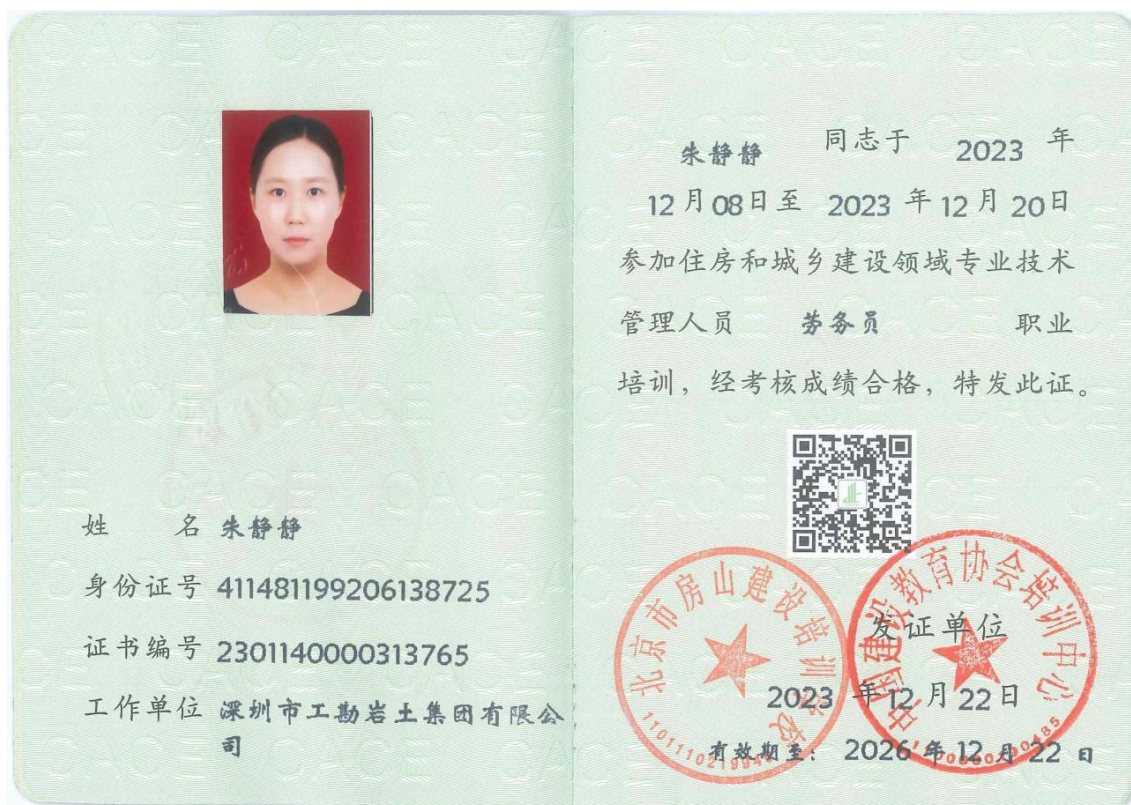 姓 名 朱静静
身份证号 411481199206138725
证书编号 2301140000313765
工作单位 深圳市工勘岩土集团有限公
司
朱静静 同志于 2023 年
12月08日至 2023 年12月20日
参加住房和城乡建设领域专业技术
管理人员 劳务员 职业
培训，经考核成绩合格，特发此证。
北京市房山建设培训学校
中国建设教育协会培训中心
发证单位
2023 年12月22日
有效期至： 2026年12月22日
CACE